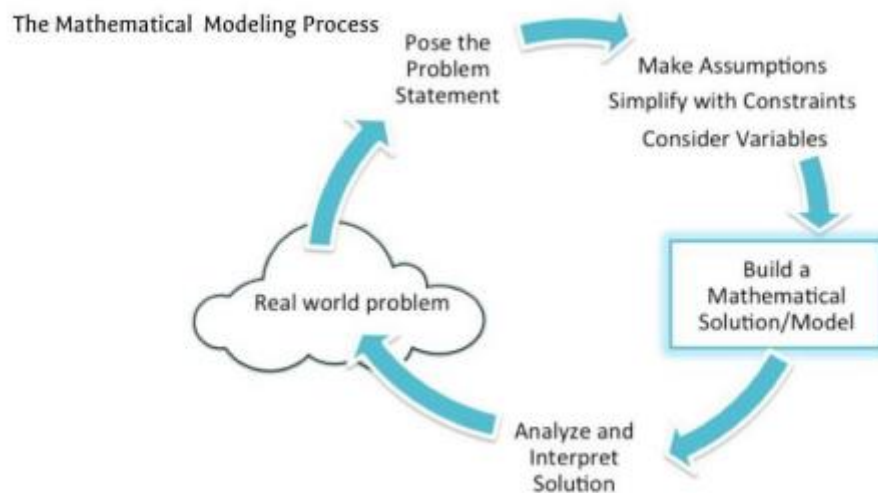 The Mathematical Modeling Process
Pose the
Problem
Statement
Make Assumptions
Simplify with Constraints
Consider Variables
Build a
Mathematical
Solution/Model
Analyze and
Interpret
Solution
Real world problem